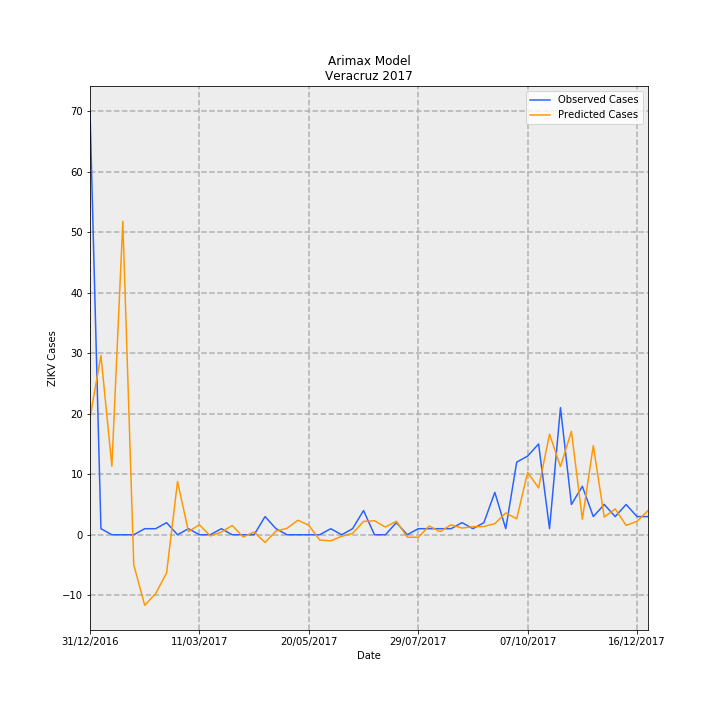 Arimax Model
Veracruz 2017
Observed Cases
Predicted Cases
70
60
50
40
30
20
10
0
−10
ZIKV Cases
31/12/2016 11/03/2017 20/05/2017 29/07/2017 07/10/2017 16/12/2017
Date